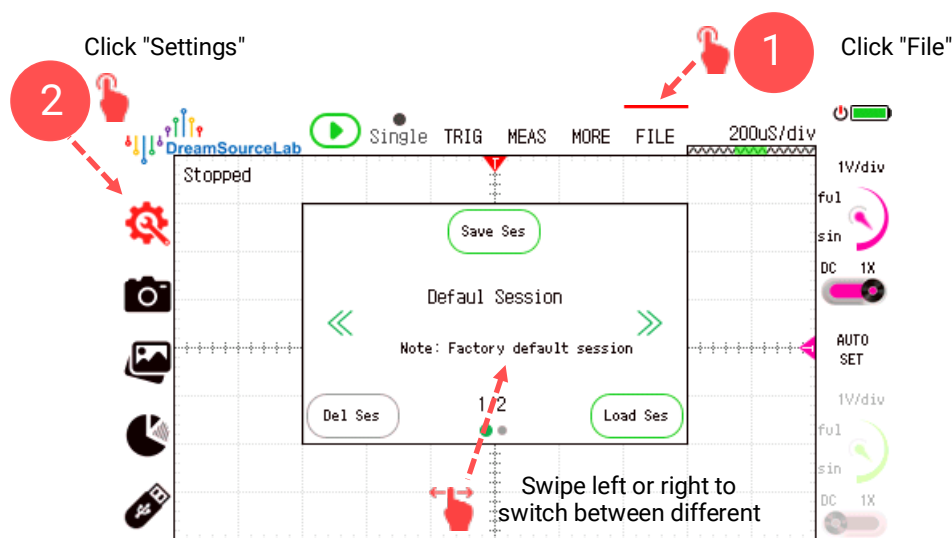 Click "Settings"
1
Click "File"
2
DreamSourceLab
Single TRIG MEAS MORE FILE 200uS/div
Stopped
T
1V/div
ful
sin
DC 1X
Save Ses
Defaul Session
Note: Factory default session
AUTO
SET
Del Ses
1/2
Load Ses
1V/div
ful
sin
DC 1X
Swipe left or right to
switch between different